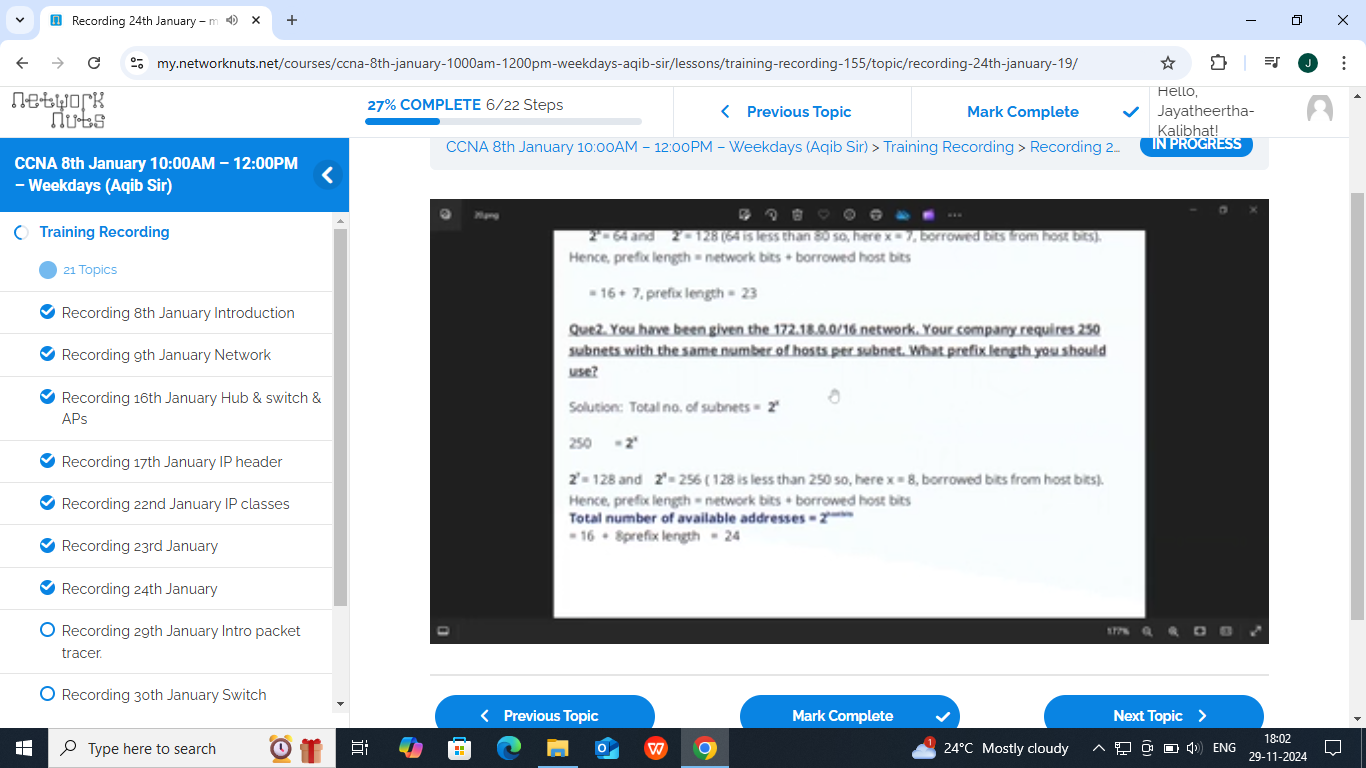 Recording 24th January – m
my.networknuts.net/courses/ccna-8th-january-1000am-1200pm-weekdays-aqib-sir/lessons/training-recording-155/topic/recording-24th-january-19/
J
Network
Nuts
27% COMPLETE 6/22 Steps
Previous Topic
Mark Complete
Hello,
Jayatheertha-
Kalibhat!
CCNA 8th January 10:00AM – 12:00PM
– Weekdays (Aqib Sir)
Training Recording
21 Topics
Recording 8th January Introduction
Recording 9th January Network
Recording 16th January Hub & switch &
APs
Recording 17th January IP header
Recording 22nd January IP classes
Recording 23rd January
Recording 24th January
Recording 29th January Intro packet
tracer.
Recording 30th January Switch
CCNA 8th January 10:00AM – 12:00PM – Weekdays (Aqib Sir) > Training Recording > Recording 2...
IN PROGRESS
20.png
= 64 and 2⁷ = 128 (64 is less than 80 so, here x = 7, borrowed bits from host bits).
Hence, prefix length = network bits + borrowed host bits
= 16 + 7, prefix length = 23
Que2. You have been given the 172.18.0.0/16 network. Your company requires 250
subnets with the same number of hosts per subnet. What prefix length you should
use?
Solution: Total no. of subnets = 2ˣ
250 = 2ˣ
2⁷ = 128 and 2⁸ = 256 ( 128 is less than 250 so, here x = 8, borrowed bits from host bits).
Hence, prefix length = network bits + borrowed host bits
Total number of available addresses = 2
= 16 + 8prefix length = 24
177%
Previous Topic
Mark Complete
Next Topic
Type here to search
1
24°C Mostly cloudy
ENG
18:02
29-11-2024